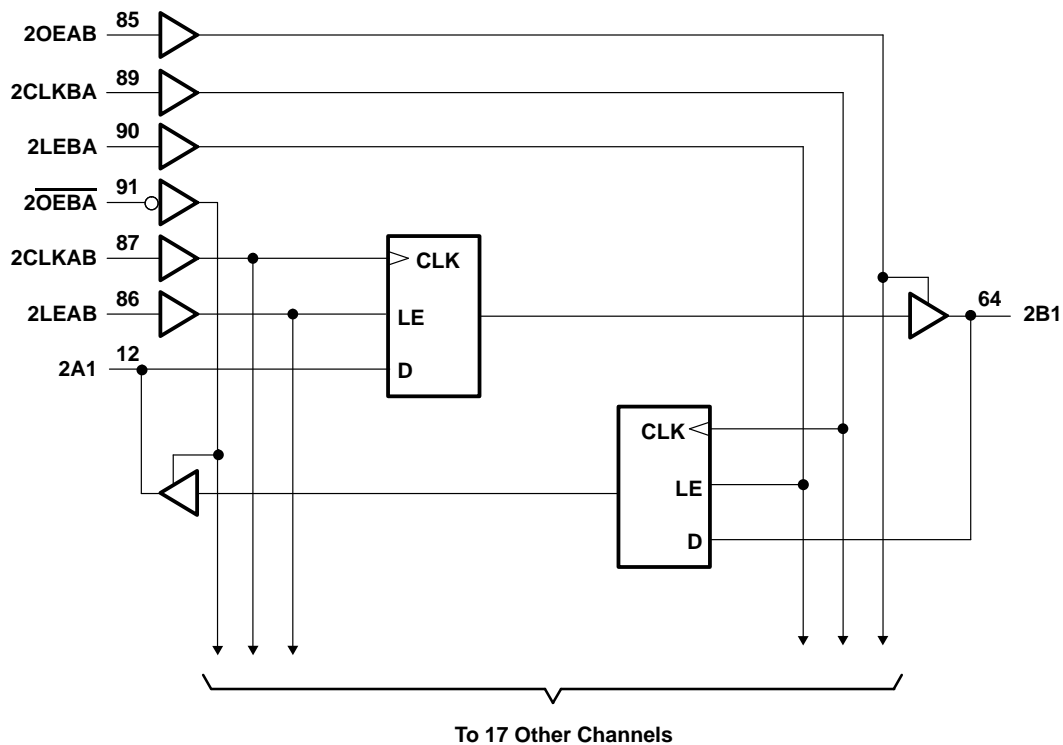 2OEAB 85
2CLKBA 89
2LEBA 90
2O̅E̅B̅A̅ 91
2CLKAB 87
2LEAB 86
2A1 12
CLK
LE
D
64 2B1
CLK
LE
D
To 17 Other Channels